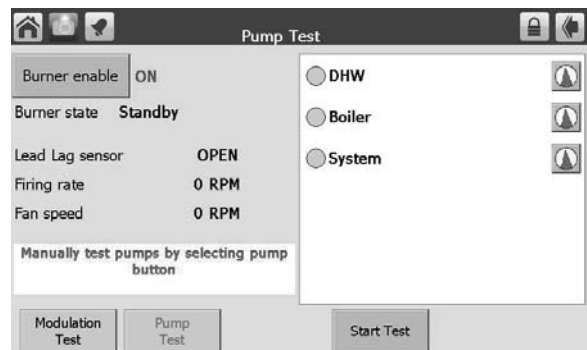 Pump Test
Burner enable ON
Burner state Standby
Lead Lag sensor OPEN
Firing rate 0 RPM
Fan speed 0 RPM
Manually test pumps by selecting pump
button
DHW
Boiler
System
Modulation
Test
Pump
Test
Start Test